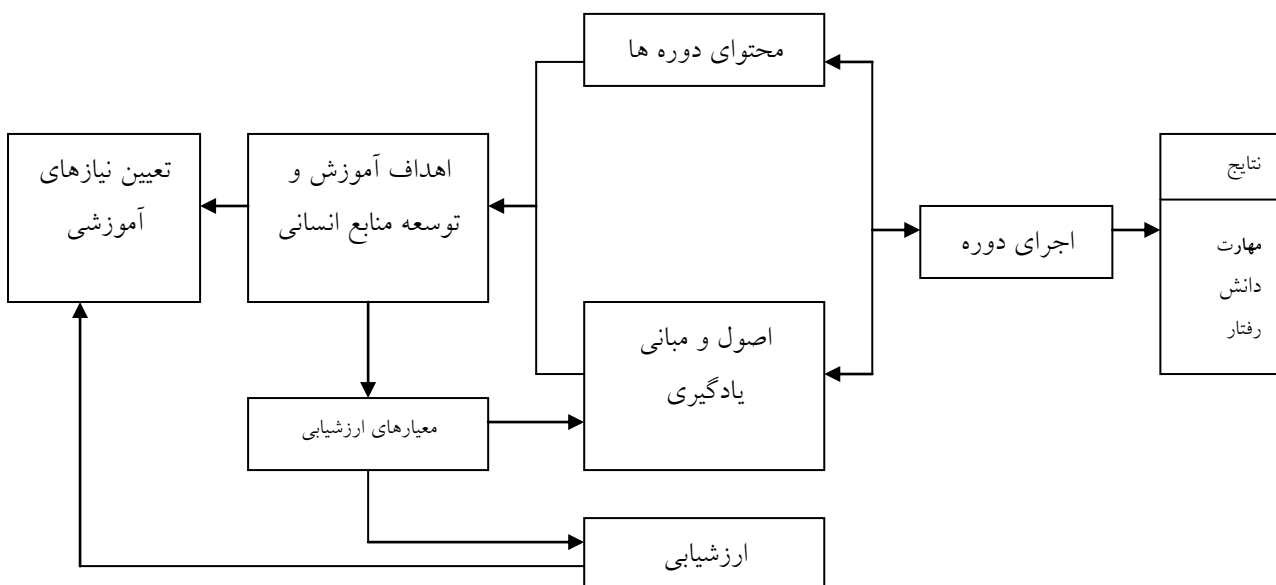 محتوای دوره ها
تعیین نیازهای
آموزشی
اهداف آموزش و
توسعه منابع انسانی
اجرای دوره
نتایج
مهارت
دانش
رفتار
اصول و مبانی
یادگیری
معیارهای ارزشیابی
ارزشیابی